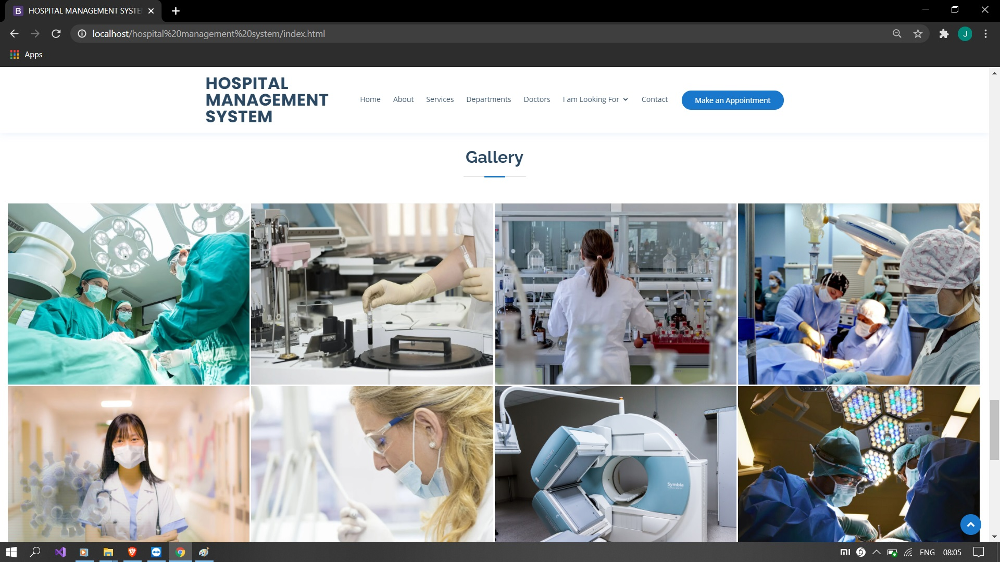 HOSPITAL MANAGEMENT SYSTE
localhost/hospital%20management%20system/index.html
J
Apps
HOSPITAL
MANAGEMENT
SYSTEM
Home About Services Departments Doctors I am Looking For Contact Make an Appointment
Gallery
ALM
Symbia
ENG 08:05